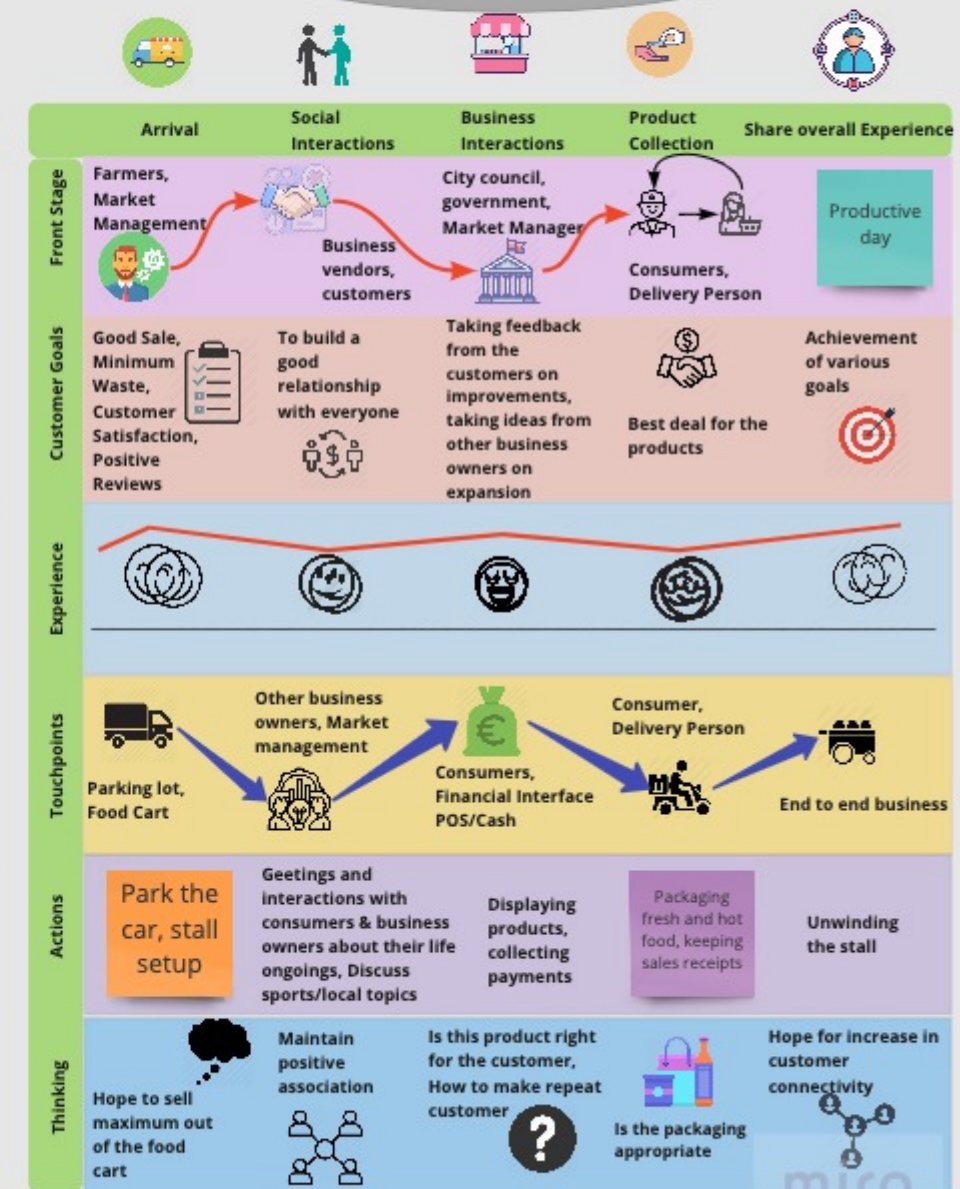 Arrival
Social
Interactions
Business
Interactions
Product
Collection
Share overall Experience
Front Stage
Farmers,
Market
Management
Business
vendors,
customers
City council,
government,
Market Manager
Consumers,
Delivery Person
Productive
day
Customer Goals
Good Sale,
Minimum
Waste,
Customer
Satisfaction,
Positive
Reviews
To build a
good
relationship
with everyone
Taking feedback
from the
customers on
improvements,
taking ideas from
other business
owners on
expansion
Best deal for the
products
Achievement
of various
goals
Experience
Touchpoints
Parking lot,
Food Cart
Other business
owners, Market
management
Consumers,
Financial Interface
POS/Cash
Consumer,
Delivery Person
End to end business
Actions
Park the
car, stall
setup
Geetings and
interactions with
consumers & business
owners about their life
ongoings, Discuss
sports/local topics
Displaying
products,
collecting
payments
Packaging
fresh and hot
food, keeping
sales receipts
Unwinding
the stall
Thinking
Hope to sell
maximum out
of the food
cart
Maintain
positive
association
Is this product right
for the customer,
How to make repeat
customer
?
Is the packaging
appropriate
Hope for increase in
customer
connectivity
miro